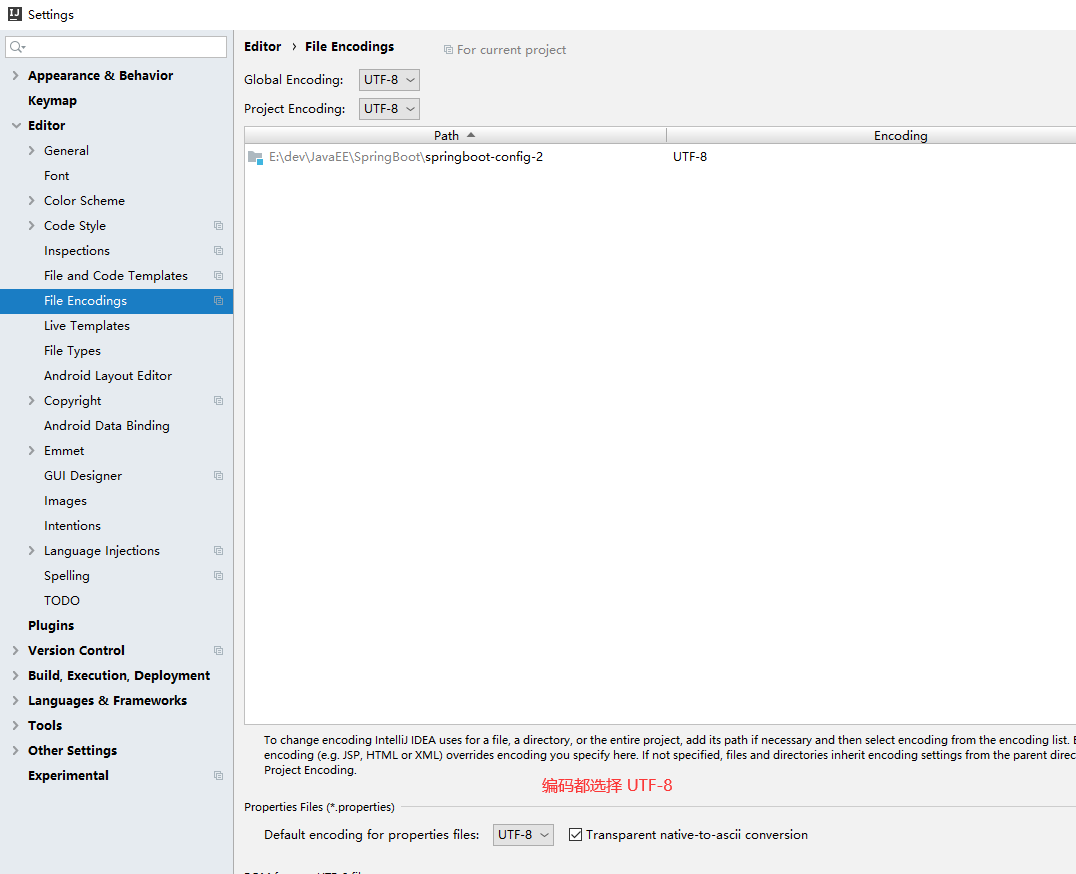 Settings
Appearance & Behavior
Keymap
Editor
General
Font
Color Scheme
Code Style
Inspections
File and Code Templates
File Encodings
Live Templates
File Types
Android Layout Editor
Copyright
Android Data Binding
Emmet
GUI Designer
Images
Intentions
Language Injections
Spelling
TODO
Plugins
Version Control
Build, Execution, Deployment
Languages & Frameworks
Tools
Other Settings
Experimental
Editor › File Encodings For current project
Global Encoding: UTF-8
Project Encoding: UTF-8
Path Encoding
E:\dev\JavaEE\SpringBoot\springboot-config-2 UTF-8
To change encoding IntelliJ IDEA uses for a file, a directory, or the entire project, add its path if necessary and then select encoding from the encoding list.
encoding (e.g. JSP, HTML or XML) overrides encoding you specify here. If not specified, files and directories inherit encoding settings from the parent direc
Project Encoding.
编码都选择 UTF-8
Properties Files (*.properties)
Default encoding for properties files: UTF-8 Transparent native-to-ascii conversion